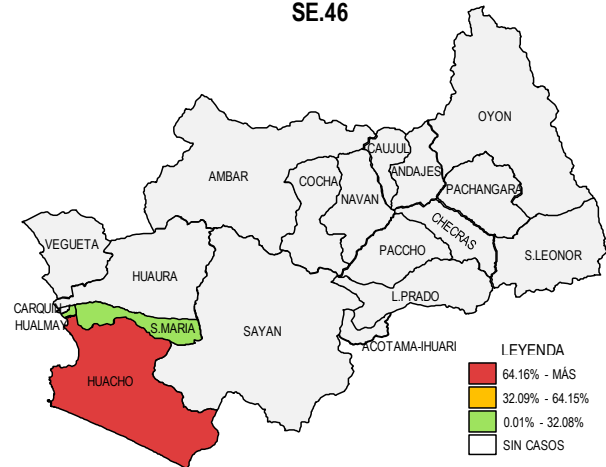 SE.46
OYON
CAUJUL
ANDAJES
AMBAR
COCHA
NAVAN
PACHANGARA
CHECRAS
VEGUETA
PACCHO
S.LEONOR
HUAURA
L.PRADO
CARQUIN
HUALMAY
S.MARIA
SAYAN
ACOTAMA-IHUARI
HUACHO
LEYENDA
64.16% - MÁS
32.09% - 64.15%
0.01% - 32.08%
SIN CASOS